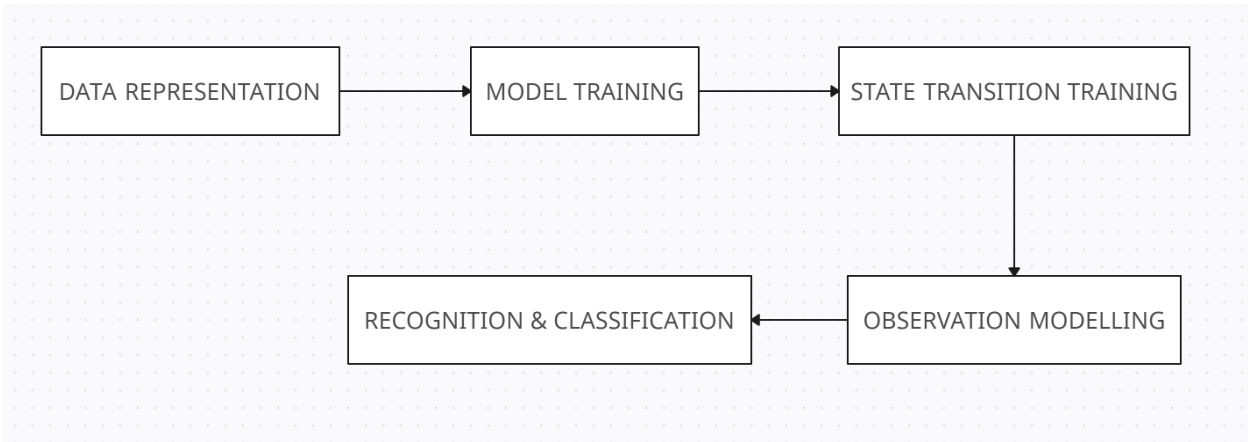 DATA REPRESENTATION
MODEL TRAINING
STATE TRANSITION TRAINING
OBSERVATION MODELLING
RECOGNITION & CLASSIFICATION